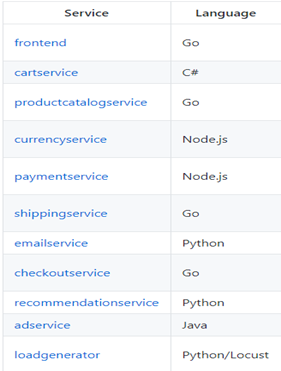 Service Language
frontend Go
cartservice C#
productcatalogservice Go
currencyservice Node.js
paymentservice Node.js
shippingservice Go
emailservice Python
checkoutservice Go
recommendationservice Python
adservice Java
loadgenerator Python/Locust